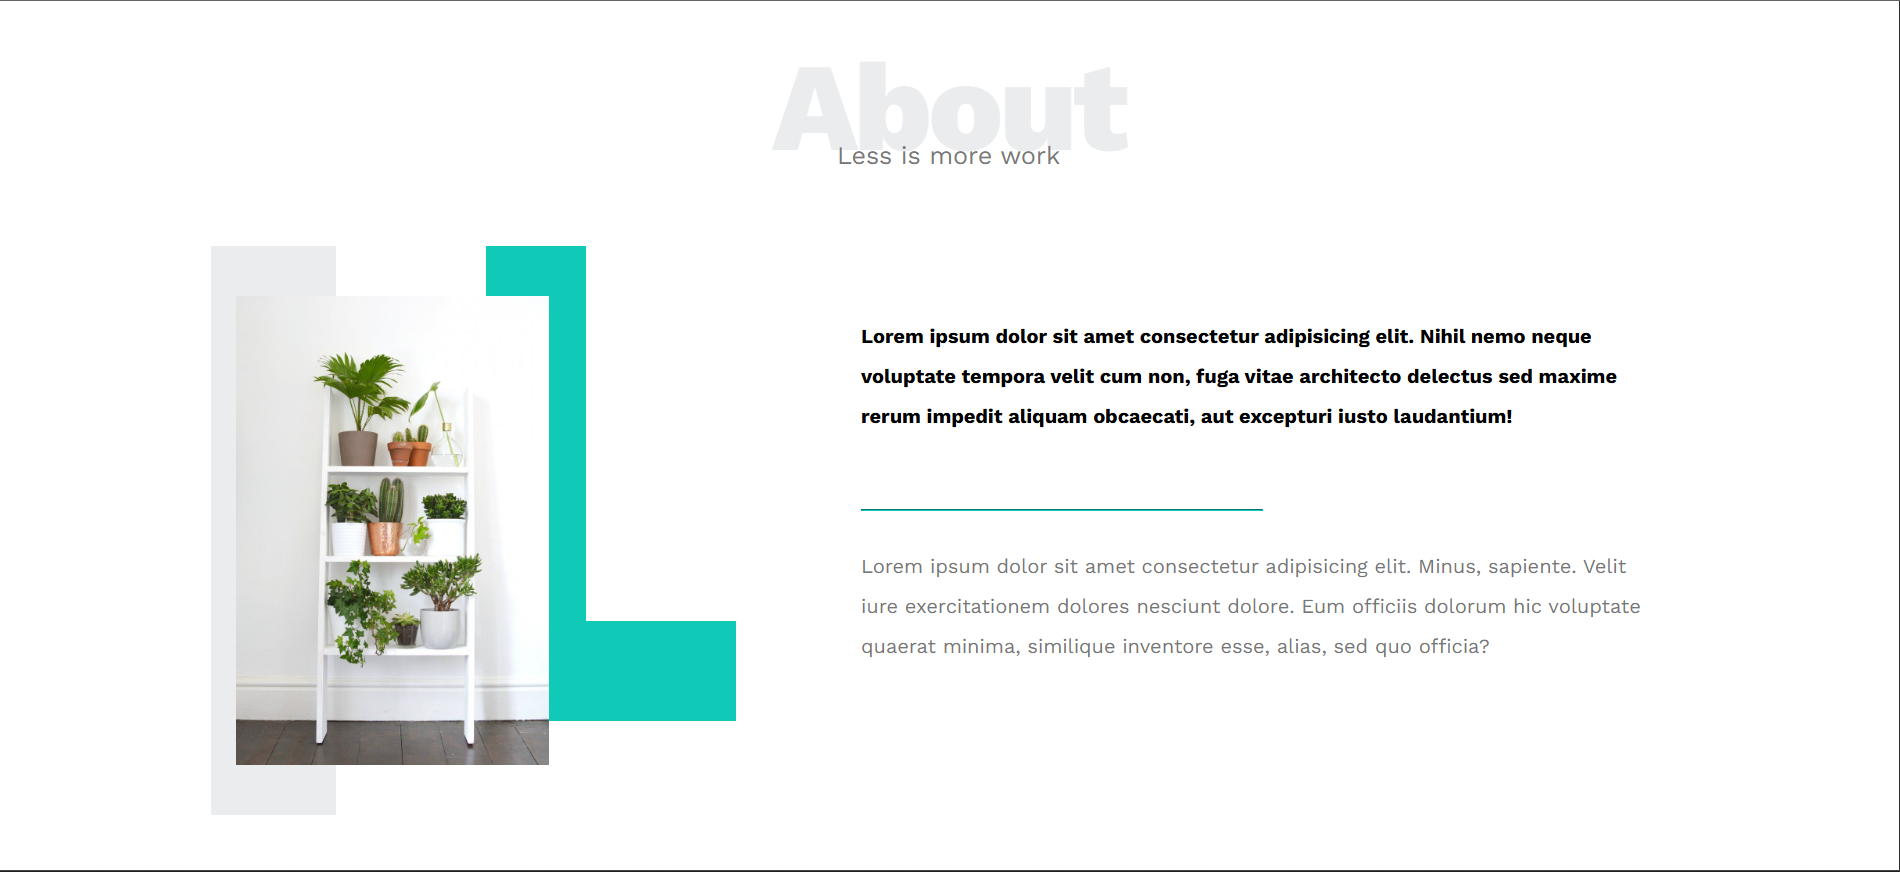 About
Less is more work
Lorem ipsum dolor sit amet consectetur adipisicing elit. Nihil nemo neque
voluptate tempora velit cum non, fuga vitae architecto delectus sed maxime
rerum impedit aliquam obcaecati, aut excepturi iusto laudantium!
Lorem ipsum dolor sit amet consectetur adipisicing elit. Minus, sapiente. Velit
iure exercitationem dolores nesciunt dolore. Eum officiis dolorum hic voluptate
quaerat minima, similique inventore esse, alias, sed quo officia?